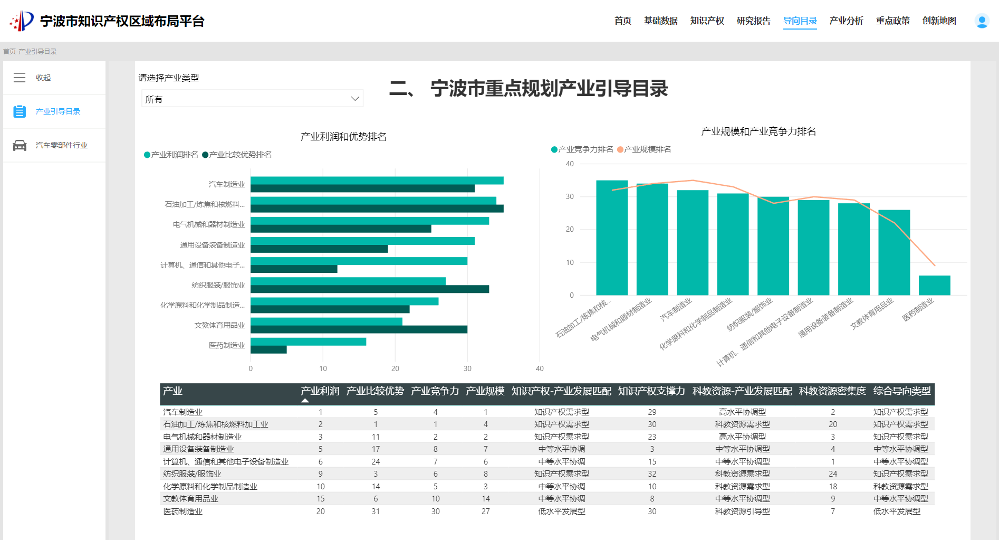 宁波市知识产权区域布局平台
首页 基础数据 知识产权 研究报告 导向目录 产业分析 重点政策 创新地图
首页-产业引导目录
收起
产业引导目录
汽车零部件行业
请选择产业类型
所有
二、 宁波市重点规划产业引导目录
产业利润和优势排名
产业利润排名 产业比较优势排名
汽车制造业
石油加工/炼焦和核燃料...
电气机械和器材制造业
通用设备装备制造业
计算机、通信和其他电子...
纺织服装/服饰业
化学原料和化学制品制造...
文教体育用品业
医药制造业
0 10 20 30 40
产业规模和产业竞争力排名
产业竞争力排名 产业规模排名
40
30
20
10
0
石油加工/炼焦和核...
电气机械和器材制造业
汽车制造业
化学原料和化学制品制造业
纺织服装/服饰业
计算机、通信和其他电子设备制造业
通用设备装备制造业
文教体育用品业
医药制造业
产业 产业利润 产业比较优势 产业竞争力 产业规模 知识产权-产业发展匹配 知识产权支撑力 科教资源-产业发展匹配 科教资源密集度 综合导向类型
汽车制造业 1 5 4 1 知识产权需求型 29 高水平协调型 2 知识产权需求型
石油加工/炼焦和核燃料加工业 2 1 1 4 知识产权需求型 30 科教资源需求型 20 知识产权需求型
电气机械和器材制造业 3 11 2 2 知识产权需求型 23 高水平协调型 3 知识产权需求型
通用设备装备制造业 5 17 8 7 中等水平协调 3 中等水平协调型 4 中等水平协调型
计算机、通信和其他电子设备制造业 6 24 7 6 中等水平协调 15 中等水平协调型 1 中等水平协调型
纺织服装/服饰业 9 3 6 8 知识产权需求型 32 科教资源需求型 24 知识产权需求型
化学原料和化学制品制造业 10 14 5 3 中等水平协调 10 科教资源需求型 18 科教资源需求型
文教体育用品业 15 6 10 14 中等水平协调 8 中等水平协调型 9 中等水平协调型
医药制造业 20 31 30 27 低水平发展型 30 科教资源引导型 7 低水平发展型